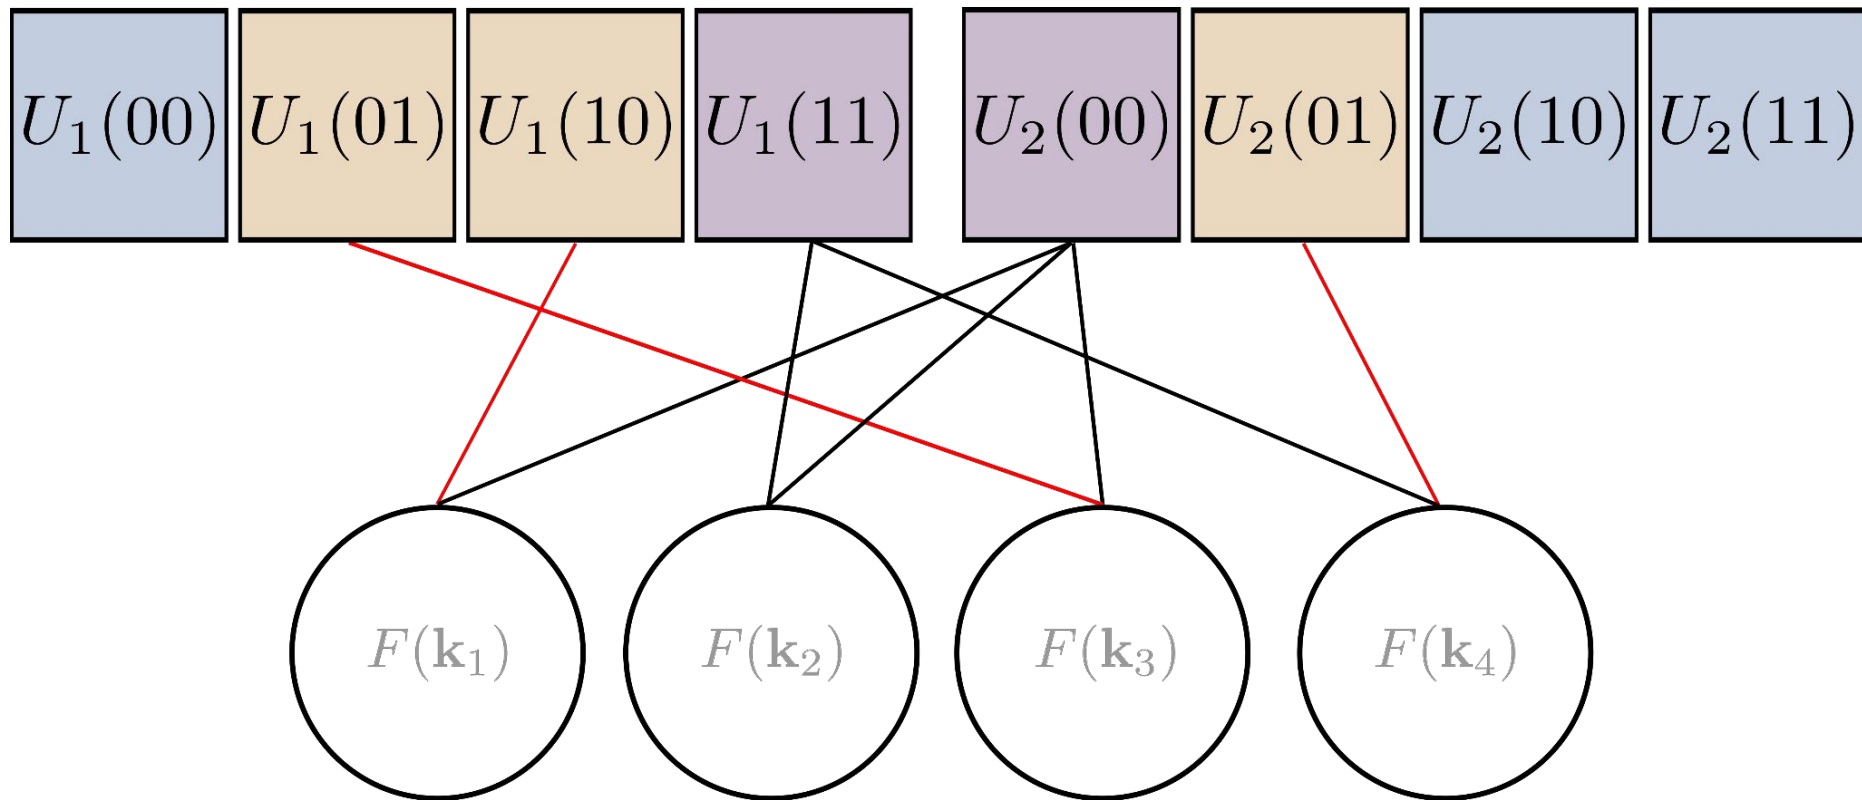 U₁(00) U₁(01) U₁(10) U₁(11) U₂(00) U₂(01) U₂(10) U₂(11)
F(k₁) F(k₂) F(k₃) F(k₄)